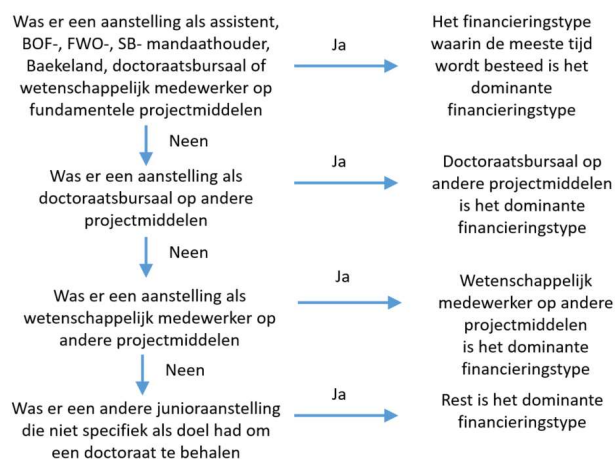 Was er een aanstelling als assistent,
BOF-, FWO-, SB- mandaathouder,
Baekeland, doctoraatsbursaal of
wetenschappelijk medewerker op
fundamentele projectmiddelen
Ja
Het financieringstype
waarin de meeste tijd
wordt besteed is het
dominante
financieringstype
Neen
Was er een aanstelling als
doctoraatsbursaal op andere
projectmiddelen
Ja
Doctoraatsbursaal op
andere projectmiddelen
is het dominante
financieringstype
Neen
Was er een aanstelling als
wetenschappelijk medewerker op
andere projectmiddelen
Ja
Wetenschappelijk
medewerker op andere
projectmiddelen
is het dominante
financieringstype
Neen
Was er een andere junioraanstelling
die niet specifiek als doel had om
een doctoraat te behalen
Ja
Rest is het dominante
financieringstype